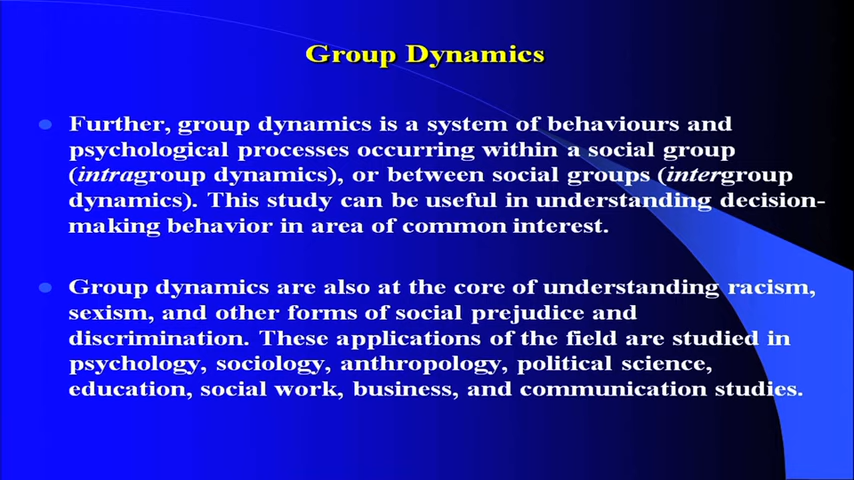 Group Dynamics
Further, group dynamics is a system of behaviours and
psychological processes occurring within a social group
(intragroup dynamics), or between social groups (intergroup
dynamics). This study can be useful in understanding decision-
making behavior in area of common interest.
Group dynamics are also at the core of understanding racism,
sexism, and other forms of social prejudice and
discrimination. These applications of the field are studied in
psychology, sociology, anthropology, political science,
education, social work, business, and communication studies.